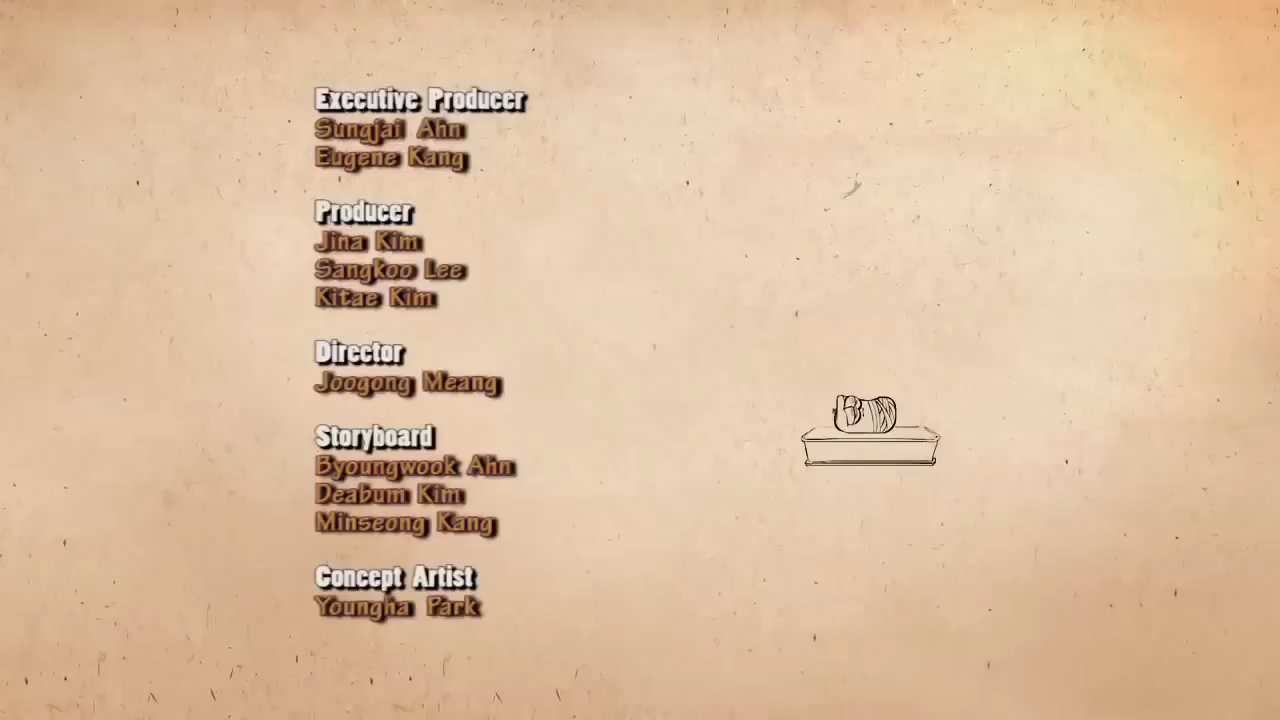 Executive Producer
Sungjai Ahn
Eugene Kang
Producer
Jina Kim
Sangkoo Lee
Kitae Kim
Director
Joogong Meang
Storyboard
Byoungwook Ahn
Deabum Kim
Minseong Kang
Concept Artist
Youngha Park